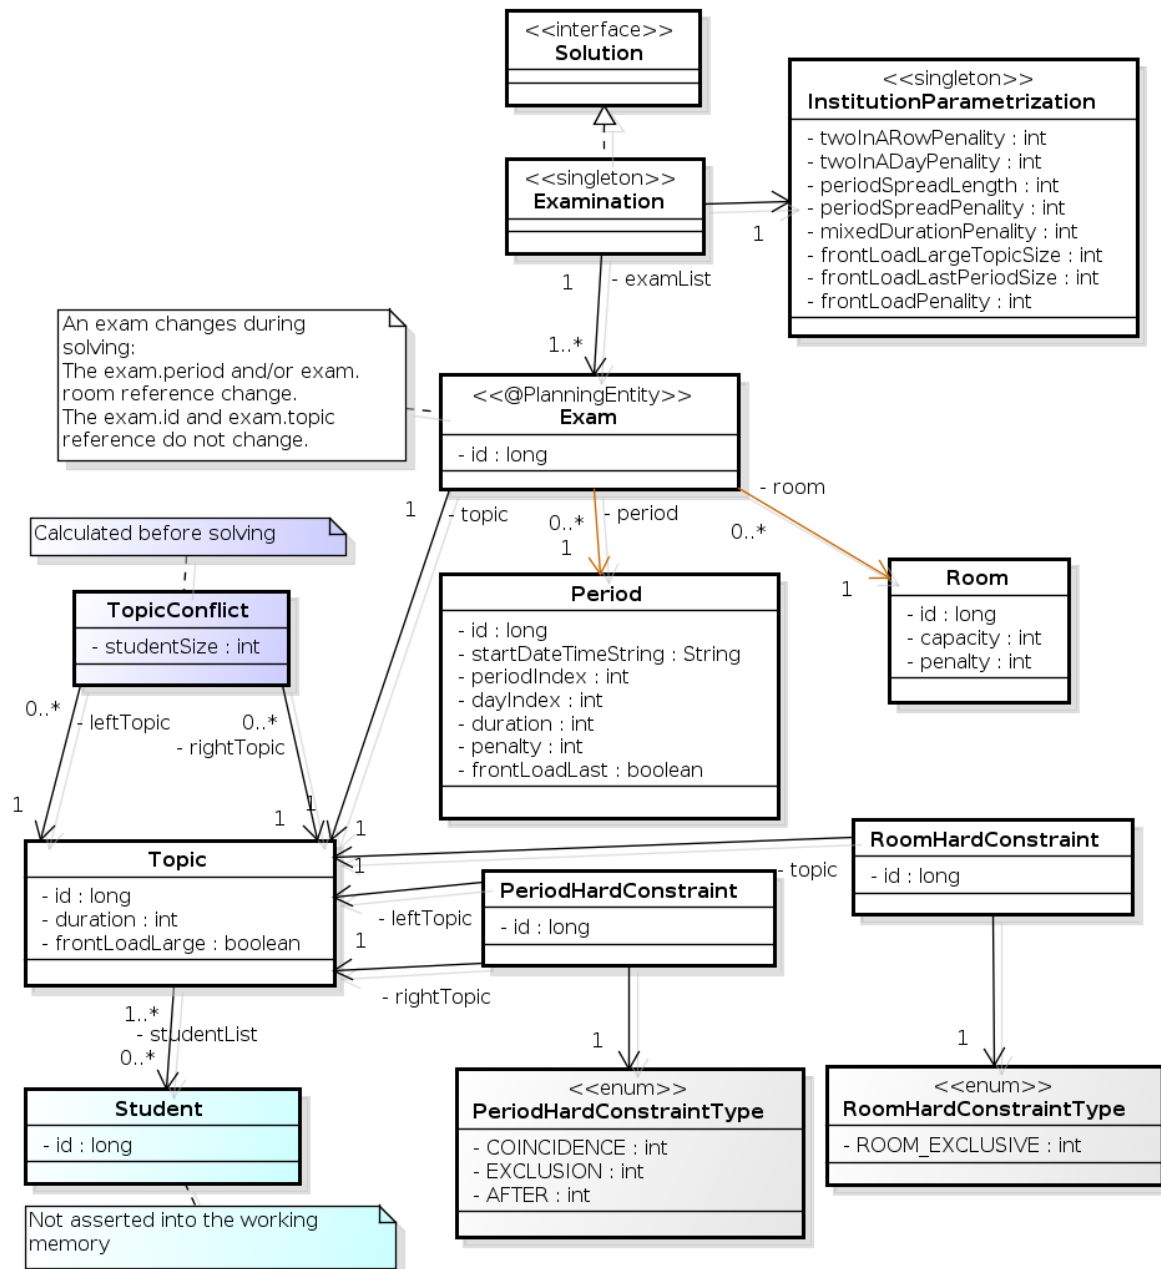 <<interface>>
Solution
<<singleton>>
InstitutionParametrization
- twoInARowPenality : int
- twoInADayPenality : int
- periodSpreadLength : int
- periodSpreadPenality : int
- mixedDurationPenality : int
- frontLoadLargeTopicSize : int
- frontLoadLastPeriodSize : int
- frontLoadPenality : int
<<singleton>>
Examination
1
1
- examList
1..*
An exam changes during
solving:
The exam.period and/or exam.
room reference change.
The exam.id and exam.topic
reference do not change.
<<@PlanningEntity>>
Exam
- id : long
1
- topic
0..*
- period
1
- room
0..*
1
Calculated before solving
TopicConflict
- studentSize : int
0..*
- leftTopic
0..*
- rightTopic
1
1
1
1
Period
- id : long
- startDateTimeString : String
- periodIndex : int
- dayIndex : int
- duration : int
- penalty : int
- frontLoadLast : boolean
Room
- id : long
- capacity : int
- penalty : int
Topic
- id : long
- duration : int
- frontLoadLarge : boolean
1
- leftTopic
1
- rightTopic
PeriodHardConstraint
- id : long
- topic
RoomHardConstraint
- id : long
1..*
- studentList
0..*
1
1
Student
- id : long
Not asserted into the working
memory
<<enum>>
PeriodHardConstraintType
- COINCIDENCE : int
- EXCLUSION : int
- AFTER : int
<<enum>>
RoomHardConstraintType
- ROOM_EXCLUSIVE : int